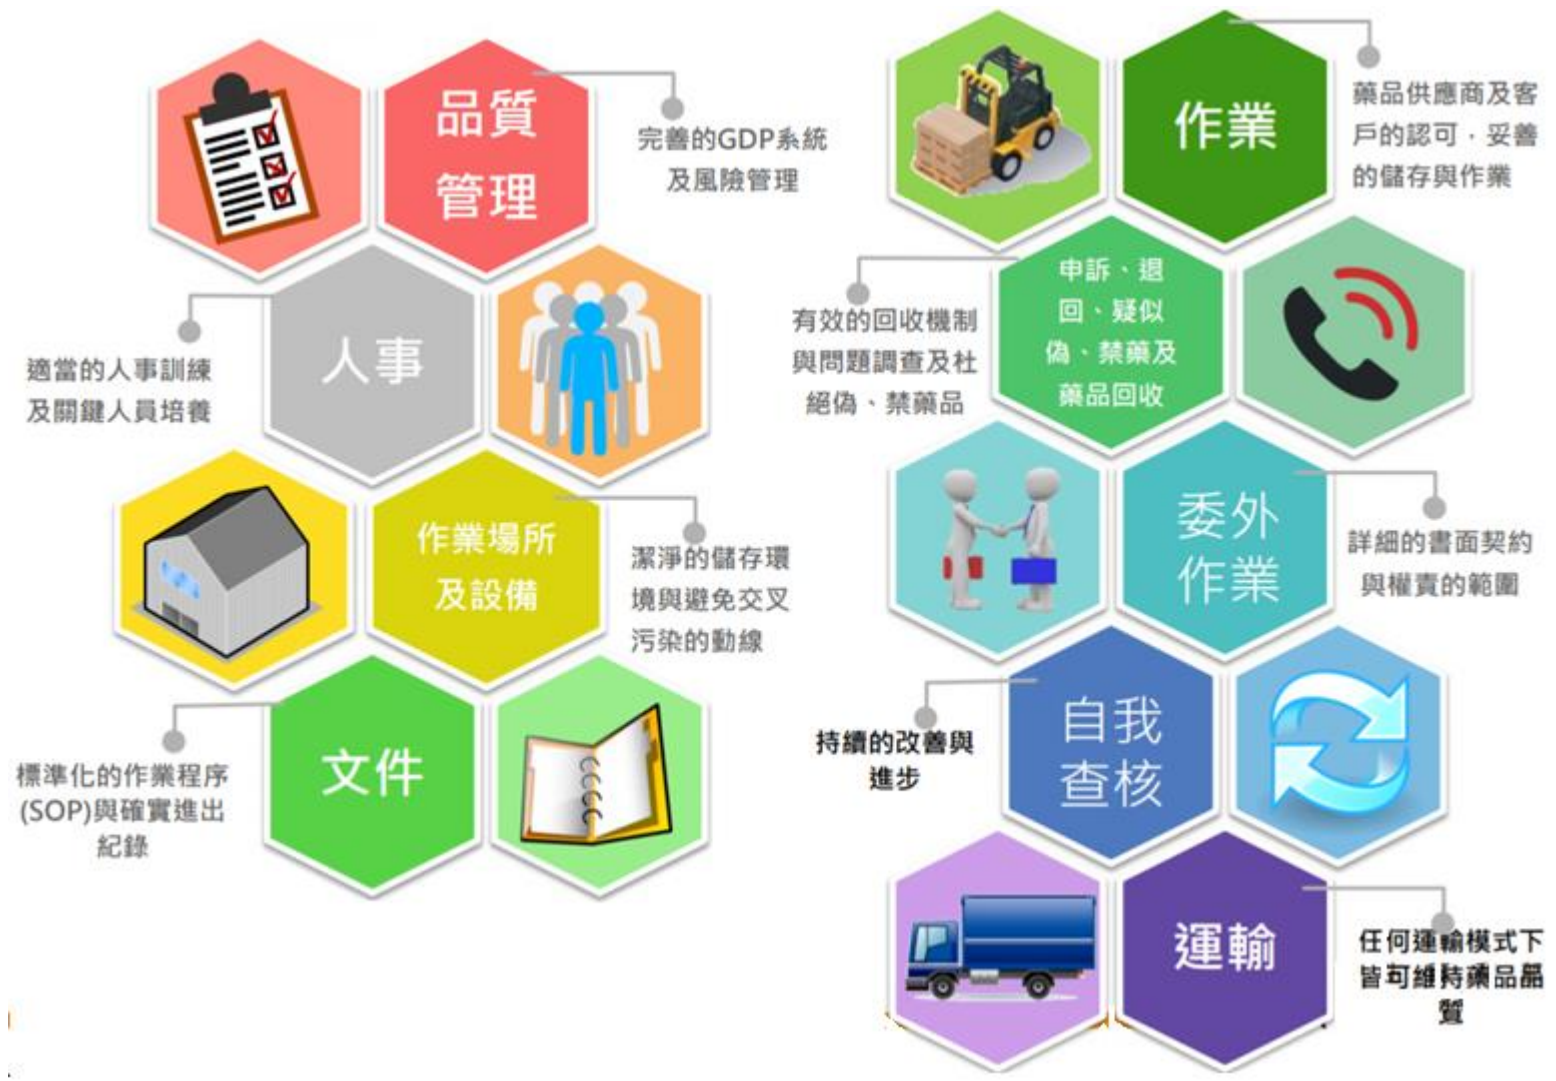 品質
管理
完善的GDP系統
及風險管理
人事
適當的人事訓練
及關鍵人員培養
作業場所
及設備
潔淨的儲存環
境與避免交叉
污染的動線
文件
標準化的作業程序
(SOP)與確實進出
紀錄
作業
藥品供應商及客
戶的認可，妥善
的儲存與作業
申訴、退
回、疑似
偽、禁藥及
藥品回收
有效的回收機制
與問題調查及杜
絕偽、禁藥品
委外
作業
詳細的書面契約
與權責的範圍
自我
查核
持續的改善與
進步
運輸
任何運輸模式下
皆可維持藥品品
質